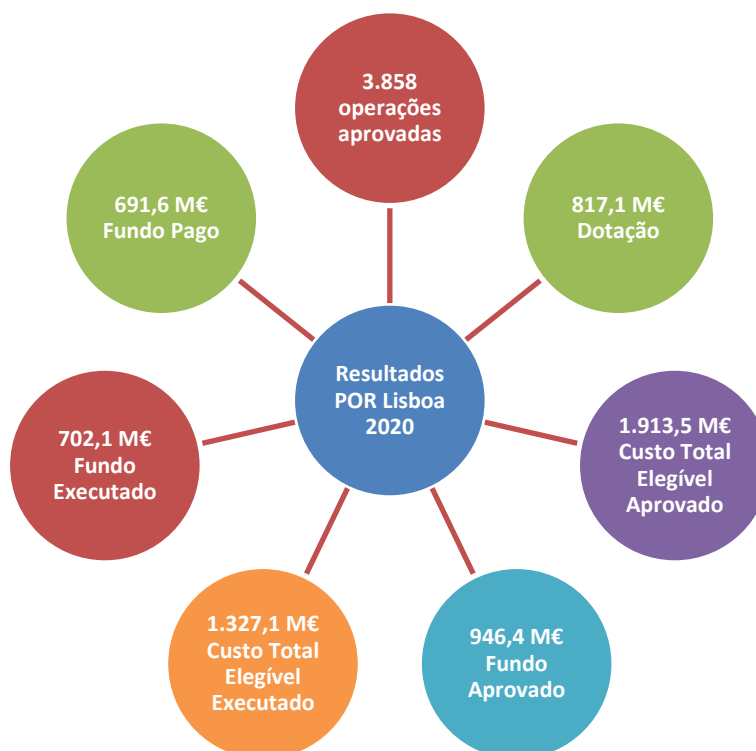 3.858
operações
aprovadas
691,6 M€
Fundo Pago
817,1 M€
Dotação
Resultados
POR Lisboa
2020
702,1 M€
Fundo
Executado
1.913,5 M€
Custo Total
Elegível
Aprovado
1.327,1 M€
Custo Total
Elegível
Executado
946,4 M€
Fundo
Aprovado